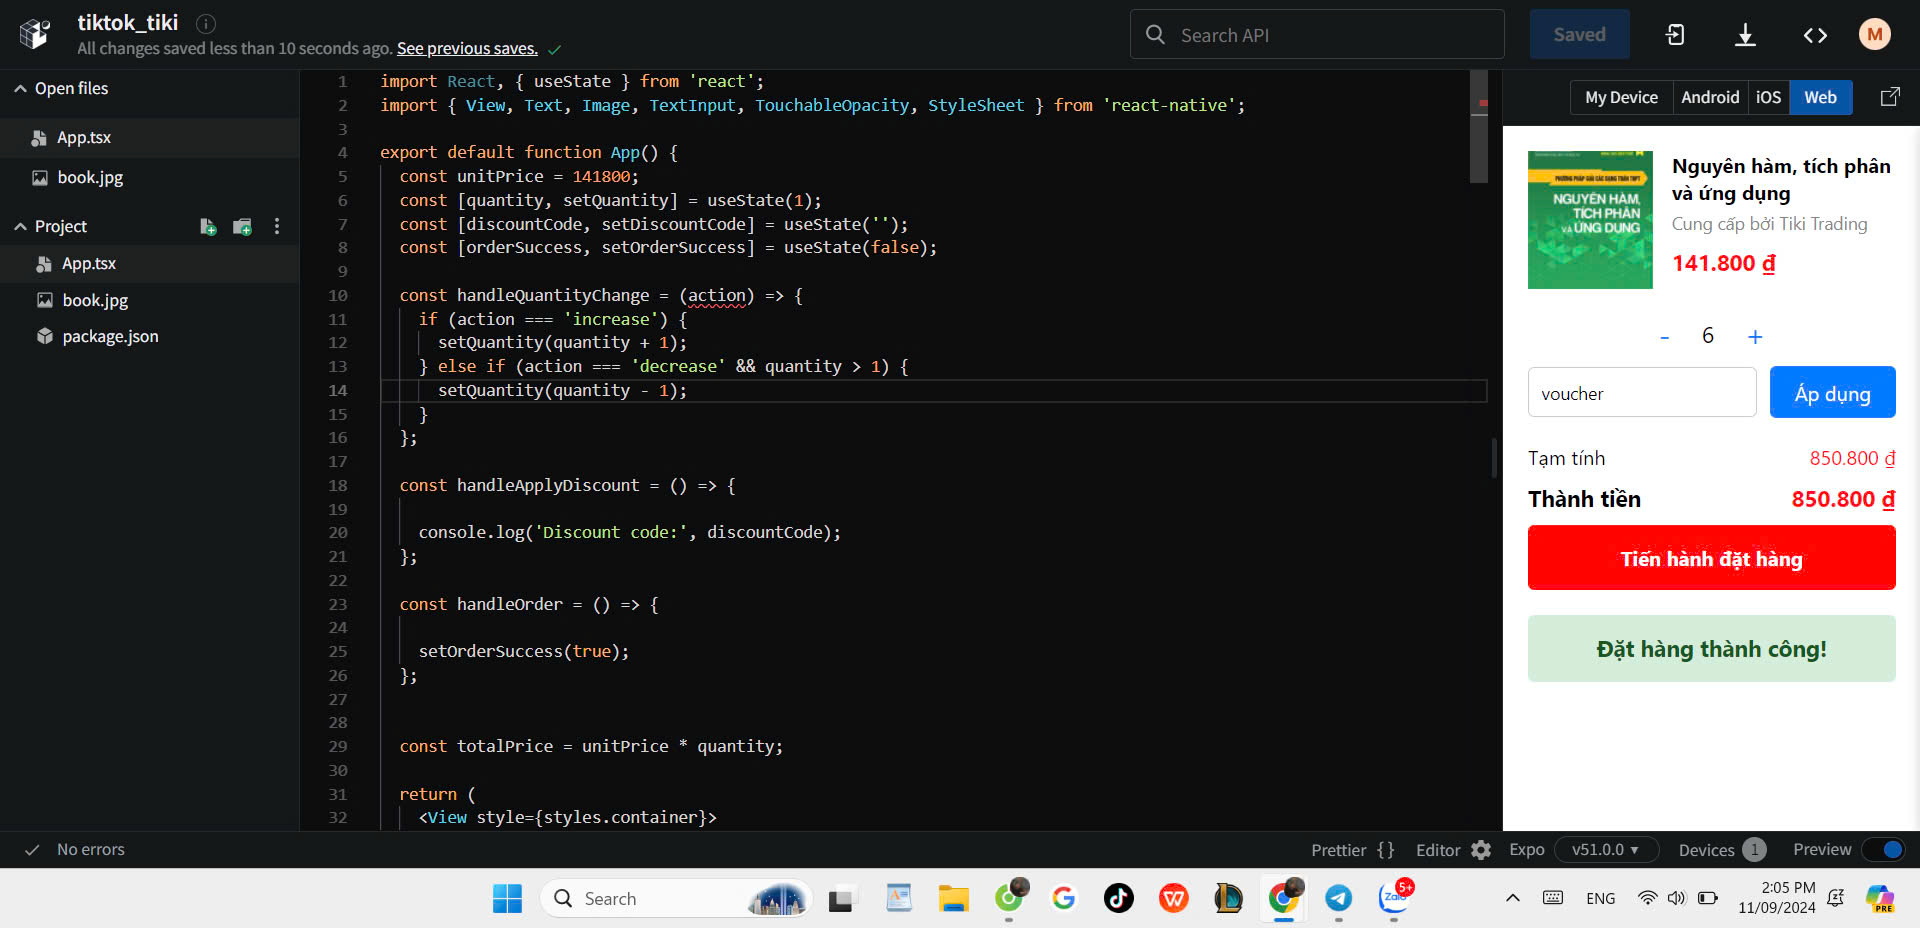 tiktok_tiki
All changes saved less than 10 seconds ago. See previous saves.
Search API
Saved
M
Open files
App.tsx
book.jpg
Project
App.tsx
book.jpg
package.json
1 import React, { useState } from 'react';
2 import { View, Text, Image, TextInput, TouchableOpacity, StyleSheet } from 'react-native';
3
4 export default function App() {
5 const unitPrice = 141800;
6 const [quantity, setQuantity] = useState(1);
7 const [discountCode, setDiscountCode] = useState('');
8 const [orderSuccess, setOrderSuccess] = useState(false);
9
10 const handleQuantityChange = (action) => {
11 if (action === 'increase') {
12 setQuantity(quantity + 1);
13 } else if (action === 'decrease' && quantity > 1) {
14 setQuantity(quantity - 1);
15 }
16 };
17
18 const handleApplyDiscount = () => {
19
20 console.log('Discount code:', discountCode);
21 };
22
23 const handleOrder = () => {
24
25 setOrderSuccess(true);
26 };
27
28
29 const totalPrice = unitPrice * quantity;
30
31 return (
32 <View style={styles.container}>
My Device Android iOS Web
PHƯƠNG PHÁP GIẢI CÁC DẠNG TOÁN THPT
NGUYÊN HÀM,
TÍCH PHÂN
VÀ ỨNG DỤNG
Nguyên hàm, tích phân
và ứng dụng
Cung cấp bởi Tiki Trading
141.800 ₫
- 6 +
voucher
Áp dụng
Tạm tính 850.800 ₫
Thành tiền 850.800 ₫
Tiến hành đặt hàng
Đặt hàng thành công!
No errors
Prettier {} Editor Expo v51.0.0 Devices 1 Preview
Search
Zalo
5+
ENG
2:05 PM
11/09/2024
PRE